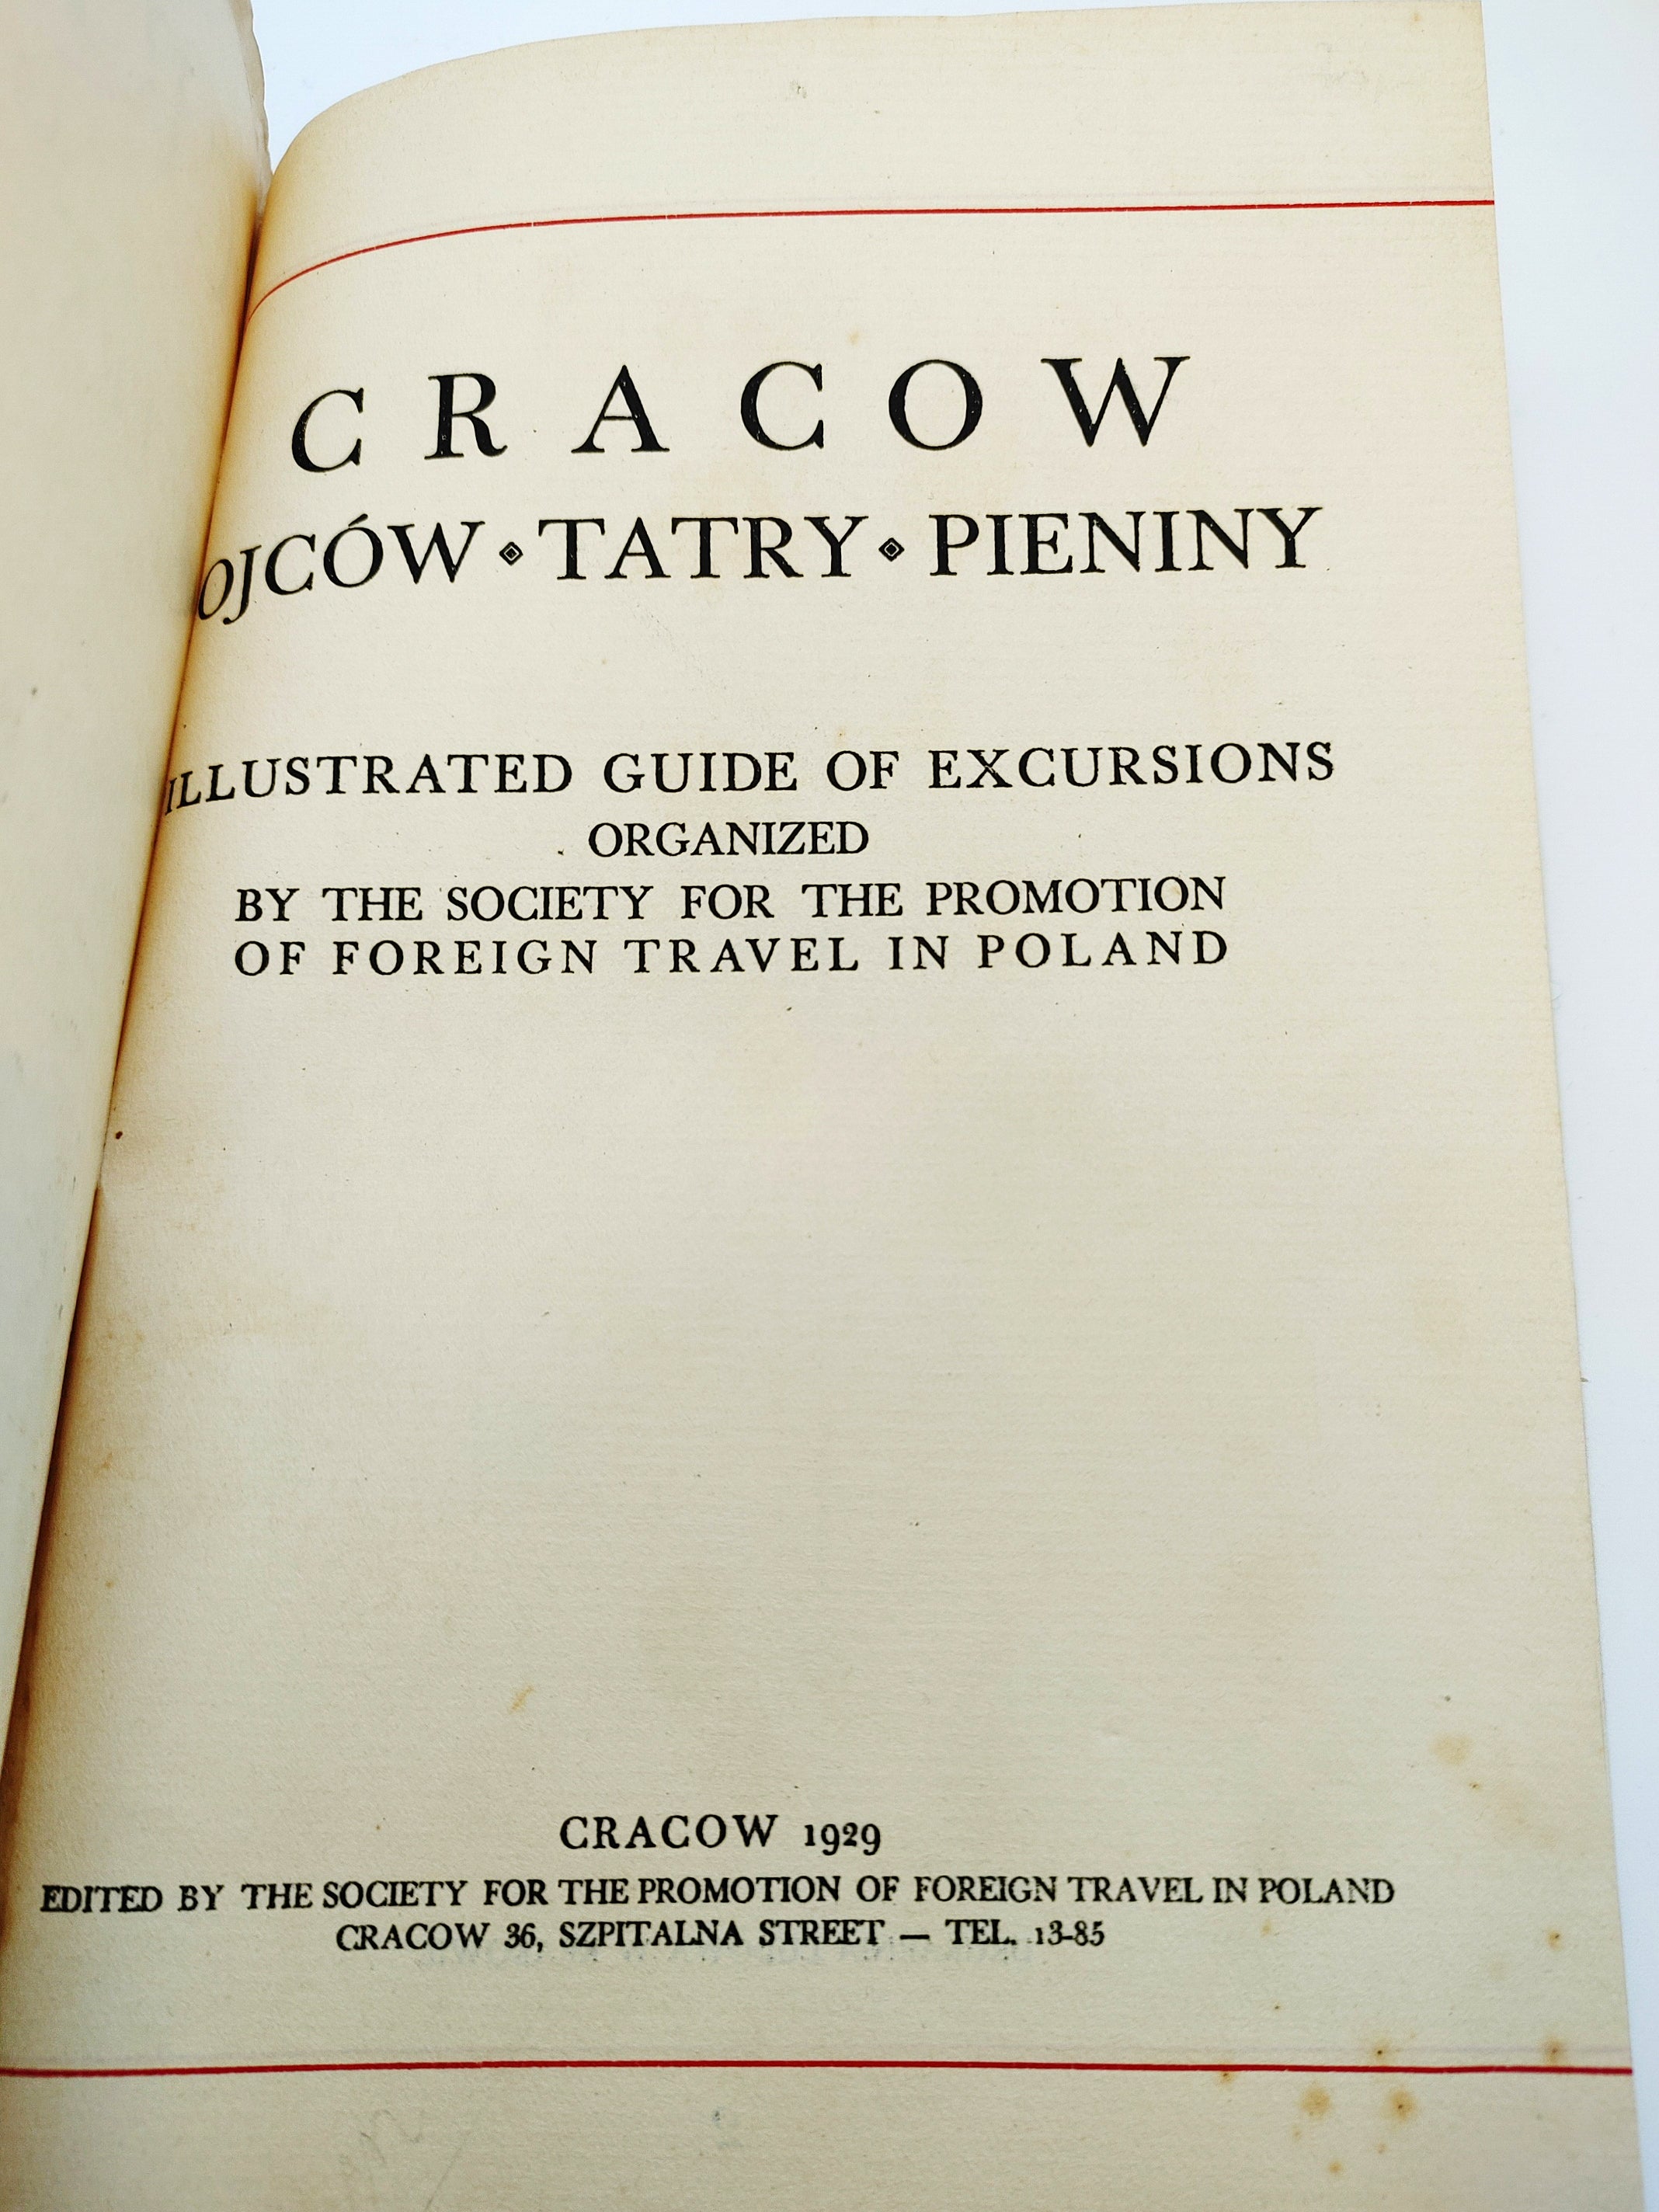 CRACOW
OJCÓW ◈ TATRY ◈ PIENINY
ILLUSTRATED GUIDE OF EXCURSIONS
ORGANIZED
BY THE SOCIETY FOR THE PROMOTION
OF FOREIGN TRAVEL IN POLAND
CRACOW 1929
EDITED BY THE SOCIETY FOR THE PROMOTION OF FOREIGN TRAVEL IN POLAND
CRACOW 36, SZPITALNA STREET — TEL. 13-85